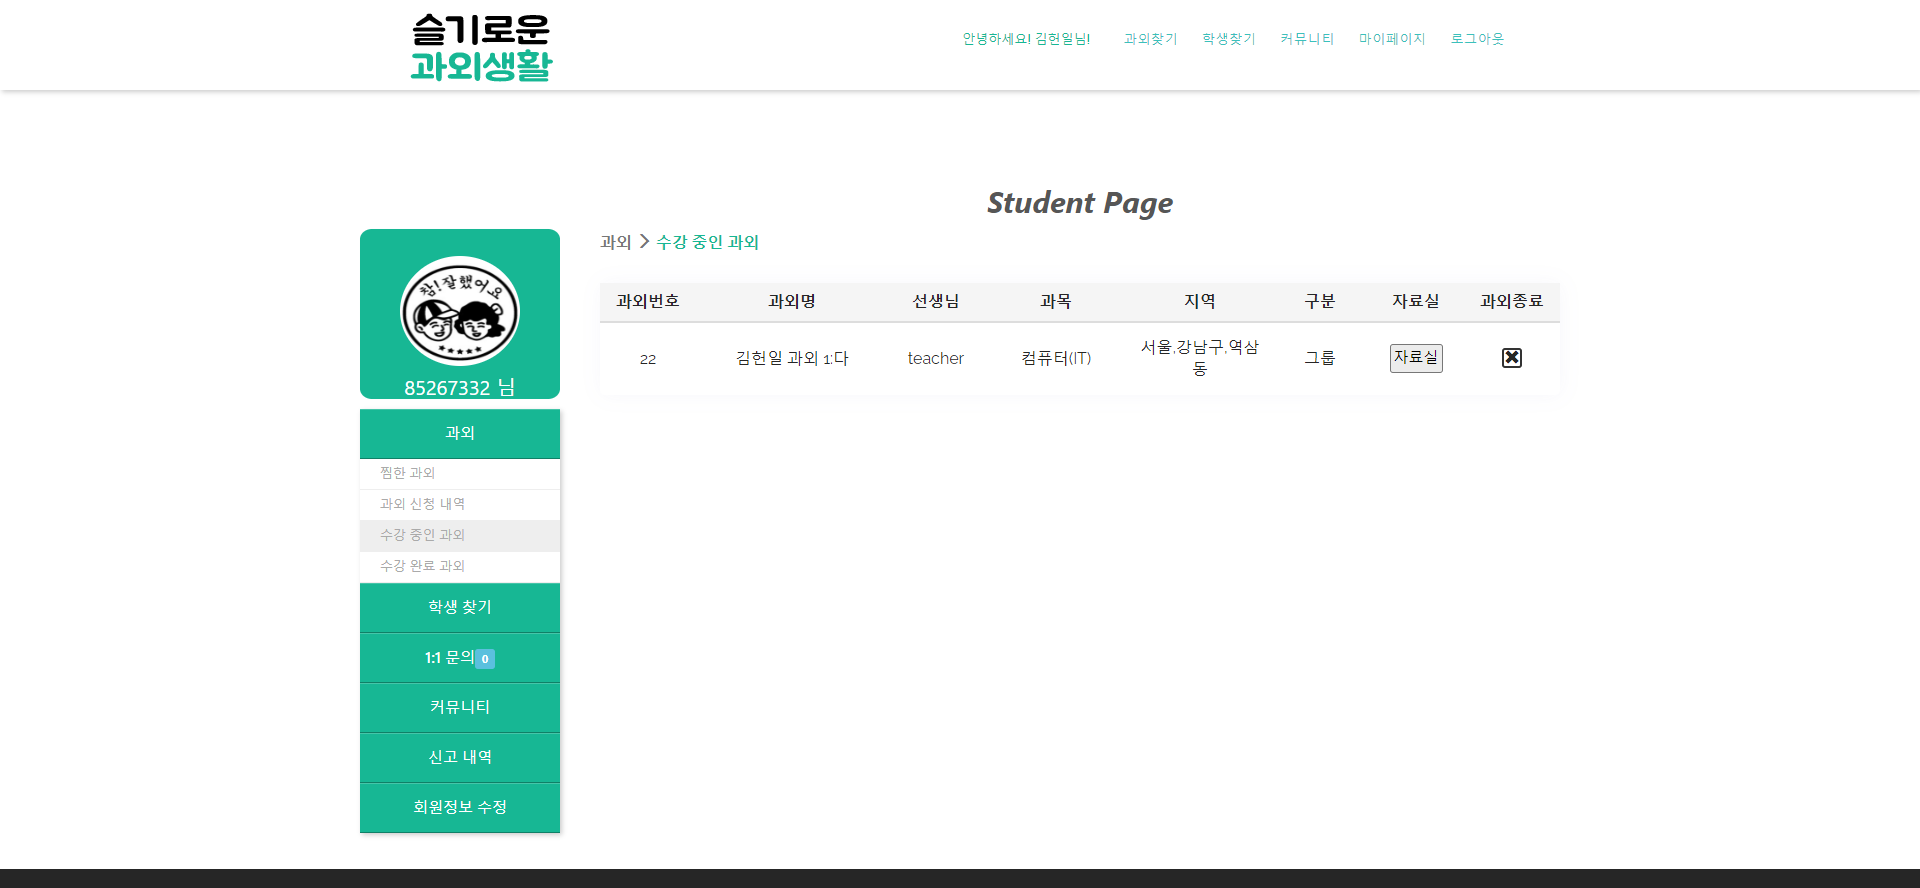 슬기로운
과외생활
안녕하세요! 김헌일님! 과외찾기 학생찾기 커뮤니티 마이페이지 로그아웃
Student Page
참!잘했어요
85267332 님
과외 > 수강 중인 과외
과외번호 과외명 선생님 과목 지역 구분 자료실 과외종료
22 김헌일 과외 1:다 teacher 컴퓨터(IT) 서울,강남구,역삼
동 그룹 자료실
과외
찜한 과외
과외 신청 내역
수강 중인 과외
수강 완료 과외
학생 찾기
1:1 문의 0
커뮤니티
신고 내역
회원정보 수정